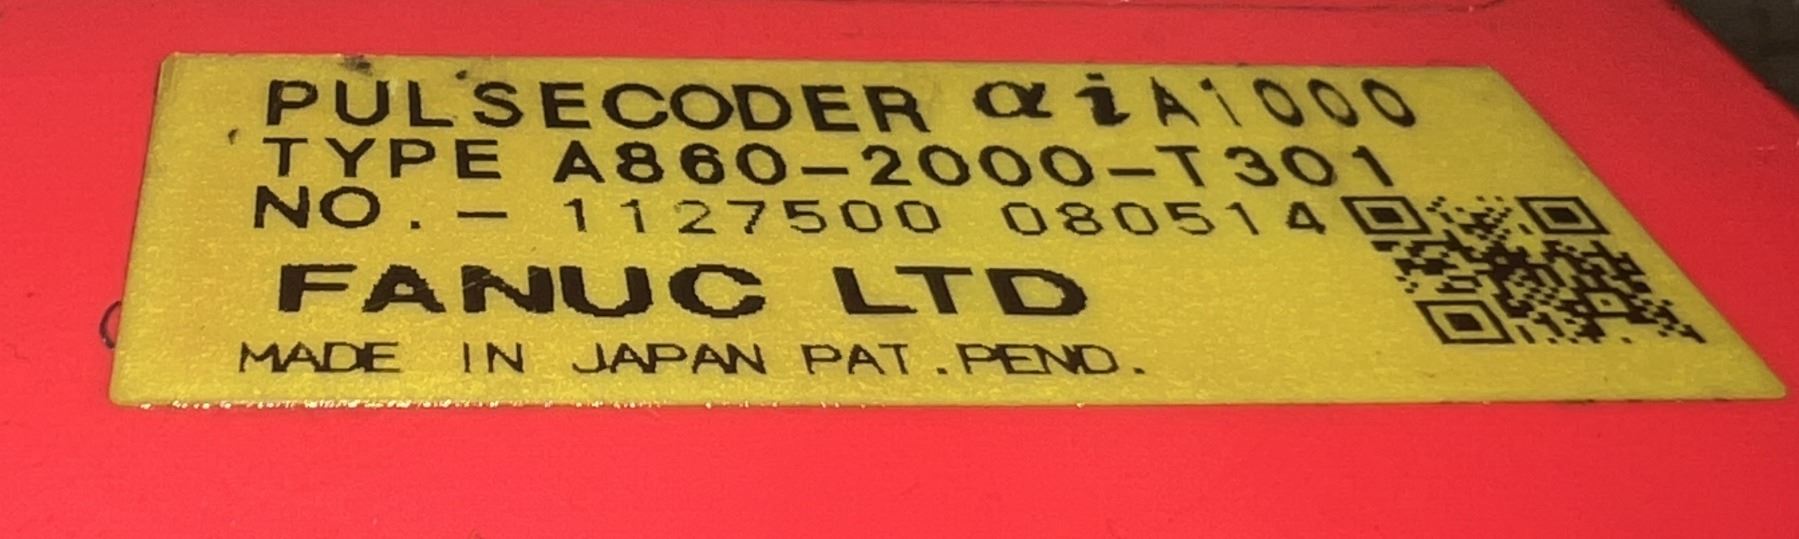 PULSECODER αiA1000
TYPE A860-2000-T301
NO.- 1127500 080514
FANUC LTD
MADE IN JAPAN PAT.PEND.